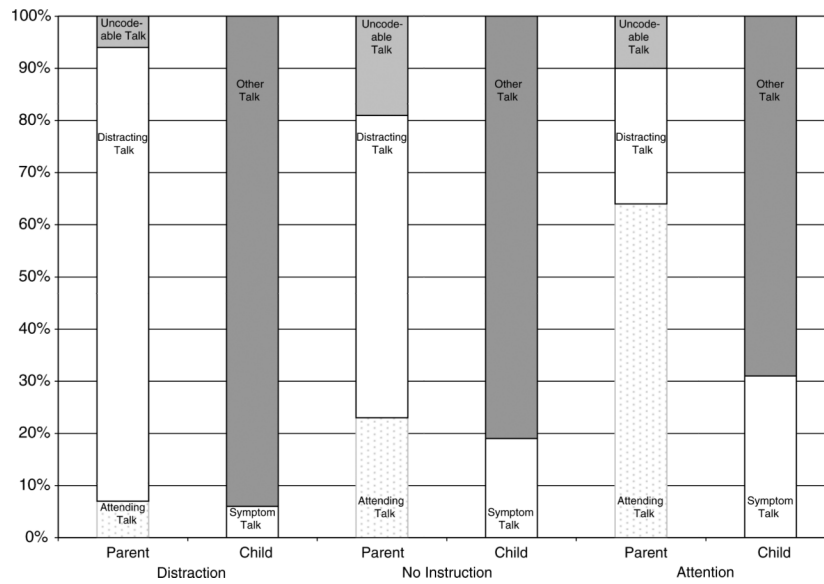 100%
90%
80%
70%
60%
50%
40%
30%
20%
10%
0%
Uncode-
able Talk
Distracting
Talk
Attending
Talk
Other
Talk
Symptom
Talk
Uncode-
able
Talk
Distracting
Talk
Attending
Talk
Other
Talk
Symptom
Talk
Uncode-
able
Talk
Distracting
Talk
Attending
Talk
Other
Talk
Symptom
Talk
Parent Child Parent Child Parent Child
Distraction No Instruction Attention